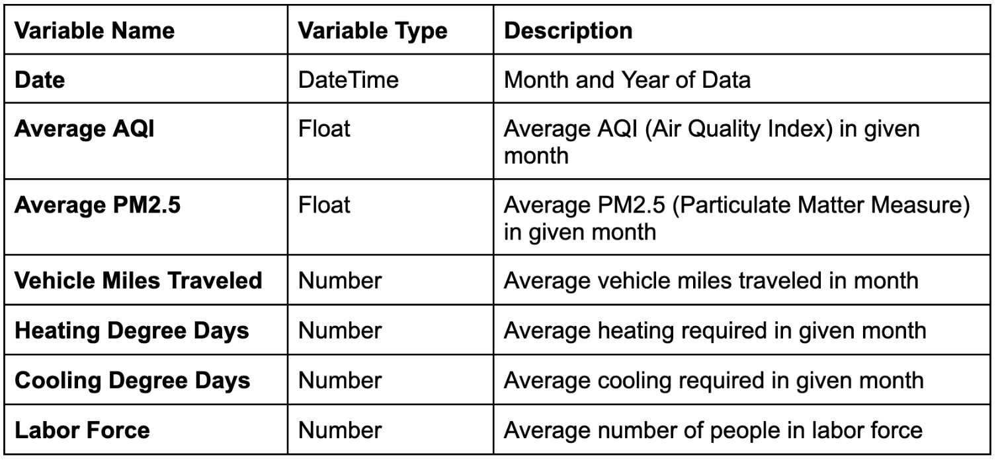 Variable Name Variable Type Description
Date DateTime Month and Year of Data
Average AQI Float Average AQI (Air Quality Index) in given
month
Average PM2.5 Float Average PM2.5 (Particulate Matter Measure)
in given month
Vehicle Miles Traveled Number Average vehicle miles traveled in month
Heating Degree Days Number Average heating required in given month
Cooling Degree Days Number Average cooling required in given month
Labor Force Number Average number of people in labor force